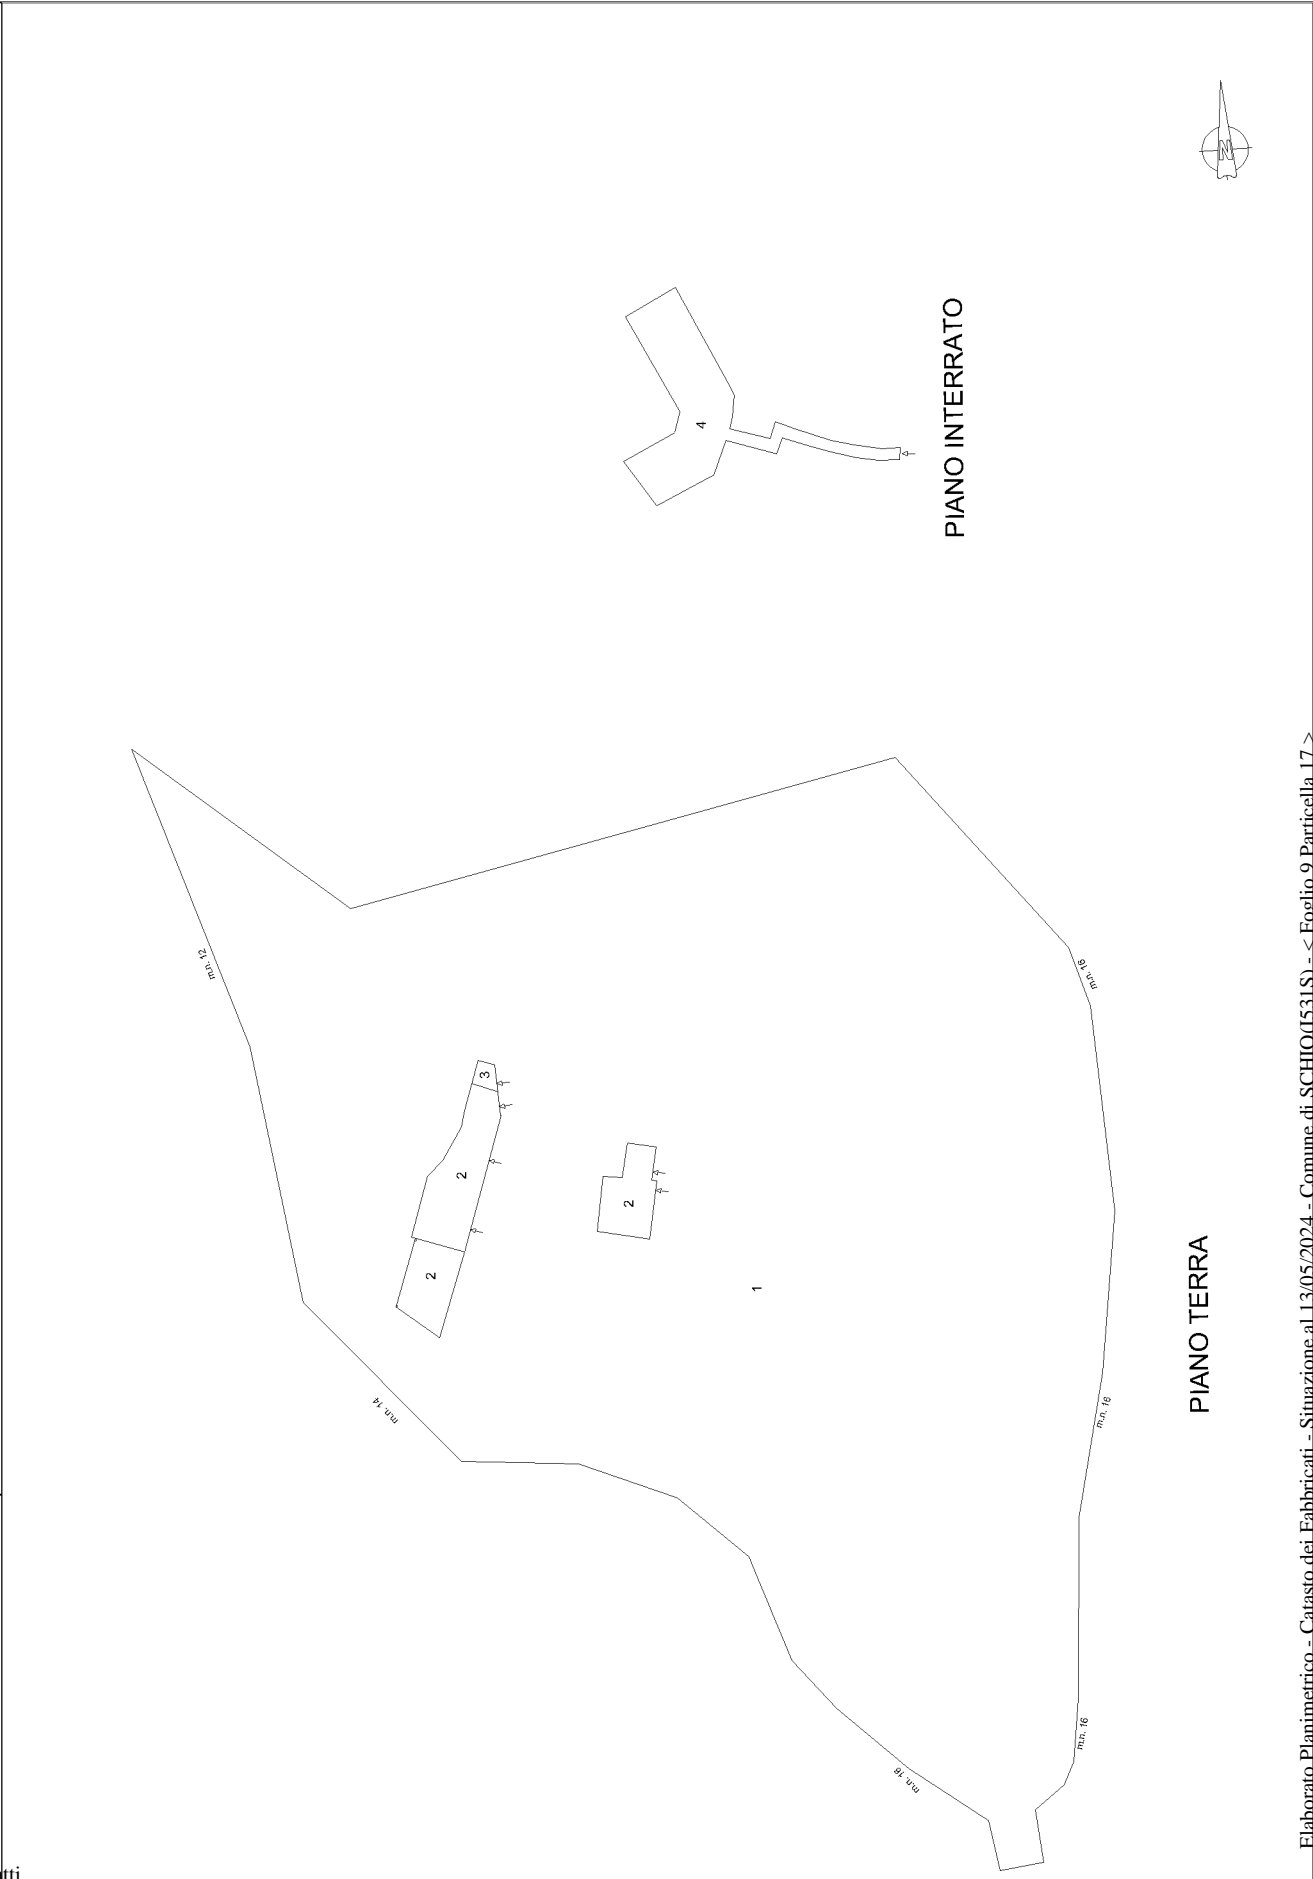 tti
m.n. 12
m.n. 14
2
2
3
2
1
4
m.n. 16
m.n. 16
m.n. 16
m.n. 16
PIANO TERRA
PIANO INTERRATO
N
Elaborato Planimetrico - Catasto dei Fabbricati - Situazione al 13/05/2024 - Comune di SCHIO(I531S) - < Foglio 9 Particella 17 >